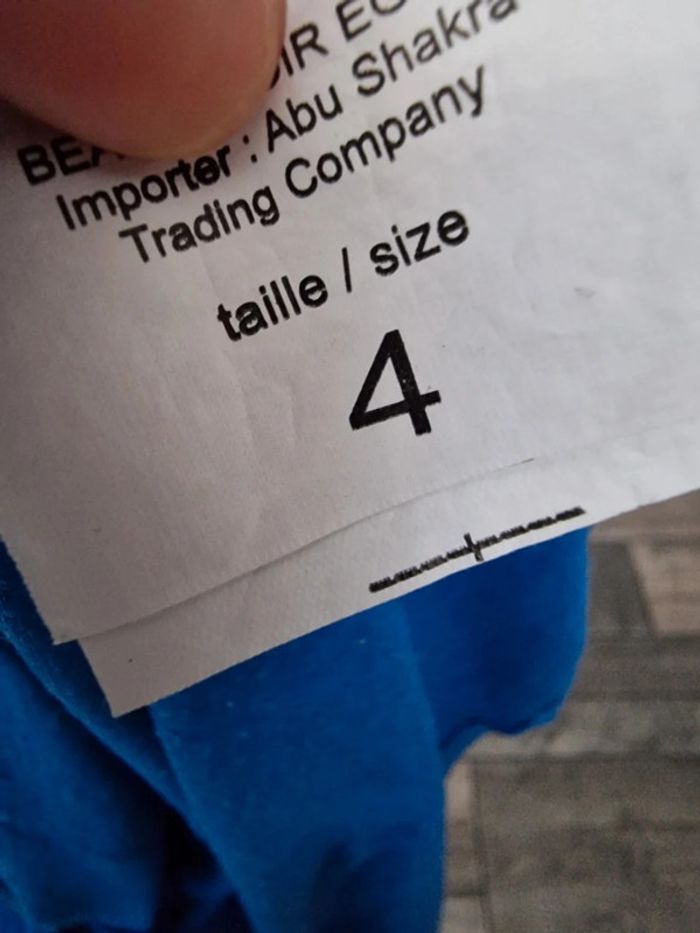 Importer : Abu Shakra
Trading Company
taille / size
4